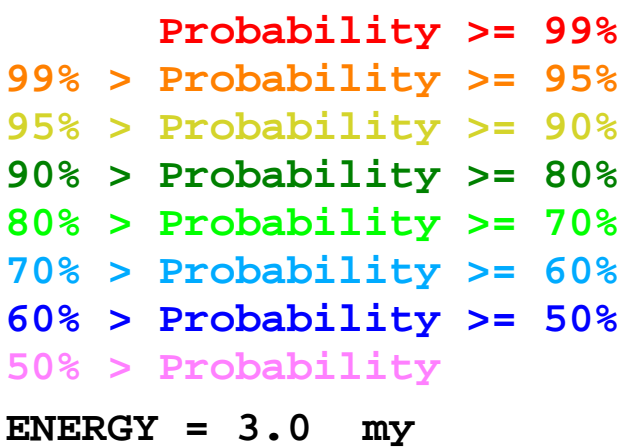 Probability >= 99%
99% > Probability >= 95%
95% > Probability >= 90%
90% > Probability >= 80%
80% > Probability >= 70%
70% > Probability >= 60%
60% > Probability >= 50%
50% > Probability
ENERGY = 3.0 my